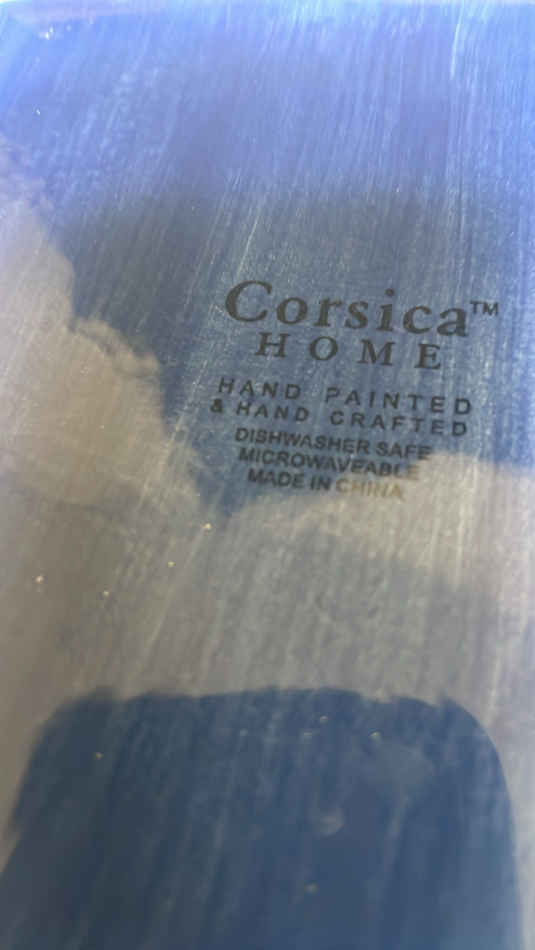 Corsica™
HOME
HAND PAINTED
& HAND CRAFTED
DISHWASHER SAFE
MICROWAVEABLE
MADE IN CHINA